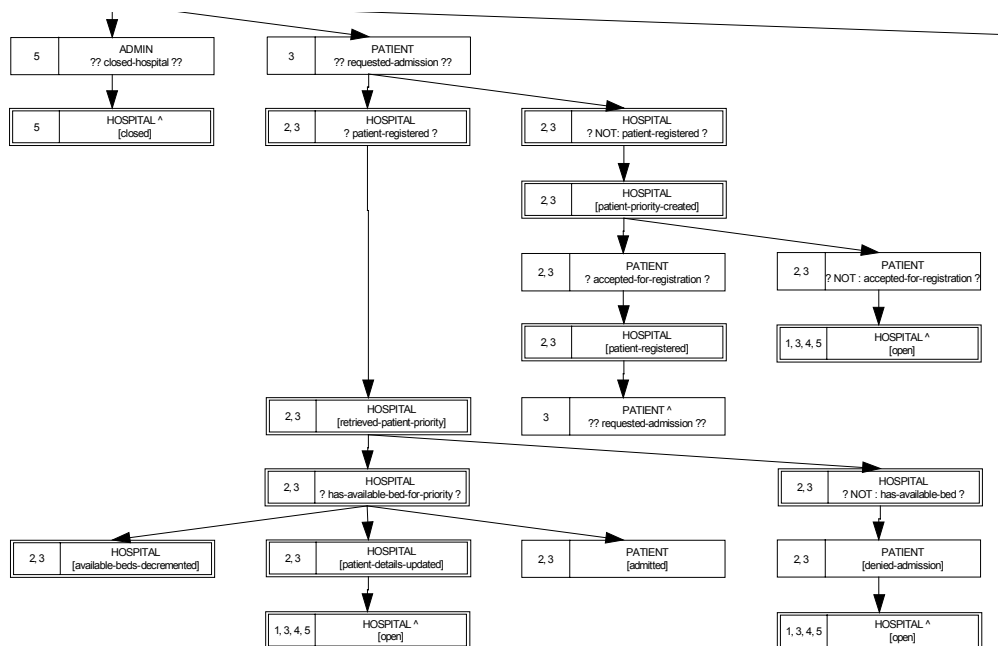 5
ADMIN
?? closed-hospital ??
3
PATIENT
?? requested-admission ??
5
HOSPITAL ^
[closed]
2, 3
HOSPITAL
? patient-registered ?
2, 3
HOSPITAL
? NOT: patient-registered ?
2, 3
HOSPITAL
[patient-priority-created]
2, 3
PATIENT
? accepted-for-registration ?
2, 3
PATIENT
? NOT : accepted-for-registration ?
2, 3
HOSPITAL
[patient-registered]
1, 3, 4, 5
HOSPITAL ^
[open]
2, 3
HOSPITAL
[retrieved-patient-priority]
3
PATIENT ^
?? requested-admission ??
2, 3
HOSPITAL
? has-available-bed-for-priority ?
2, 3
HOSPITAL
? NOT : has-available-bed ?
2, 3
HOSPITAL
[available-beds-decremented]
2, 3
HOSPITAL
[patient-details-updated]
2, 3
PATIENT
[admitted]
2, 3
PATIENT
[denied-admission]
1, 3, 4, 5
HOSPITAL ^
[open]
1, 3, 4, 5
HOSPITAL ^
[open]